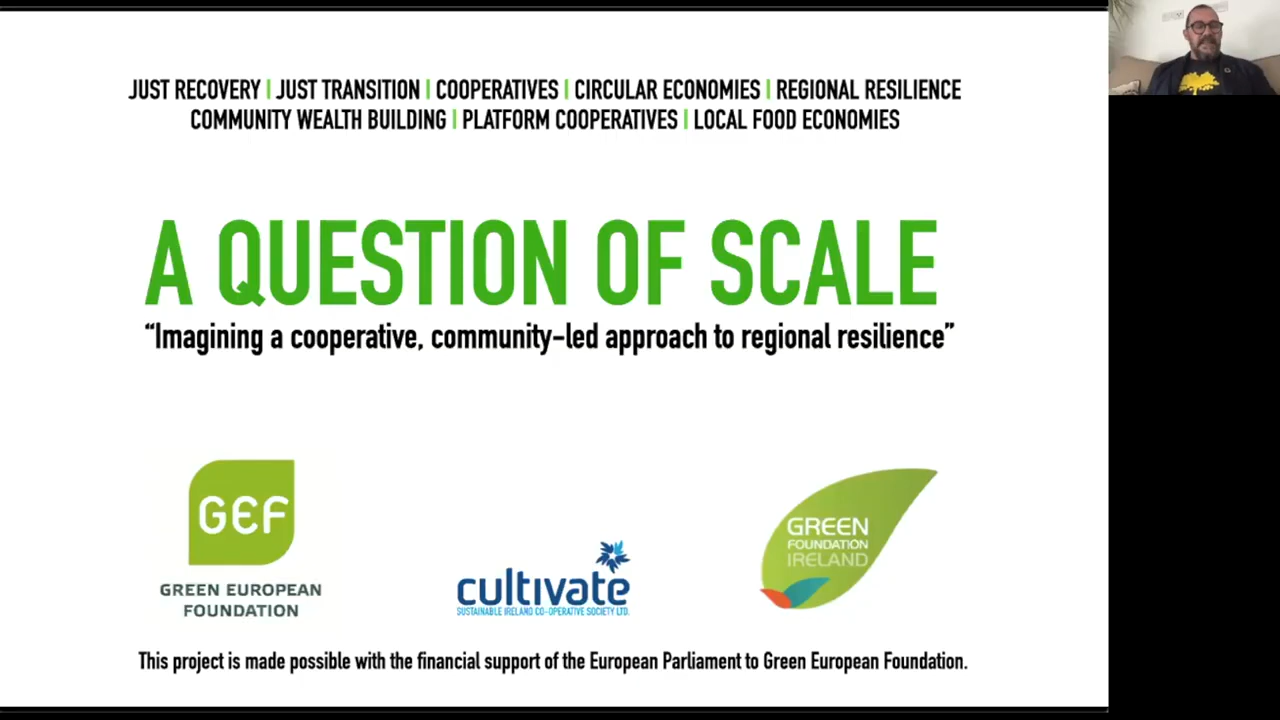 JUST RECOVERY | JUST TRANSITION | COOPERATIVES | CIRCULAR ECONOMIES | REGIONAL RESILIENCE
COMMUNITY WEALTH BUILDING | PLATFORM COOPERATIVES | LOCAL FOOD ECONOMIES
A QUESTION OF SCALE
“Imagining a cooperative, community-led approach to regional resilience”
GEF
GREEN EUROPEAN
FOUNDATION
cultivate
SUSTAINABLE IRELAND CO-OPERATIVE SOCIETY LTD.
GREEN
FOUNDATION
IRELAND
This project is made possible with the financial support of the European Parliament to Green European Foundation.